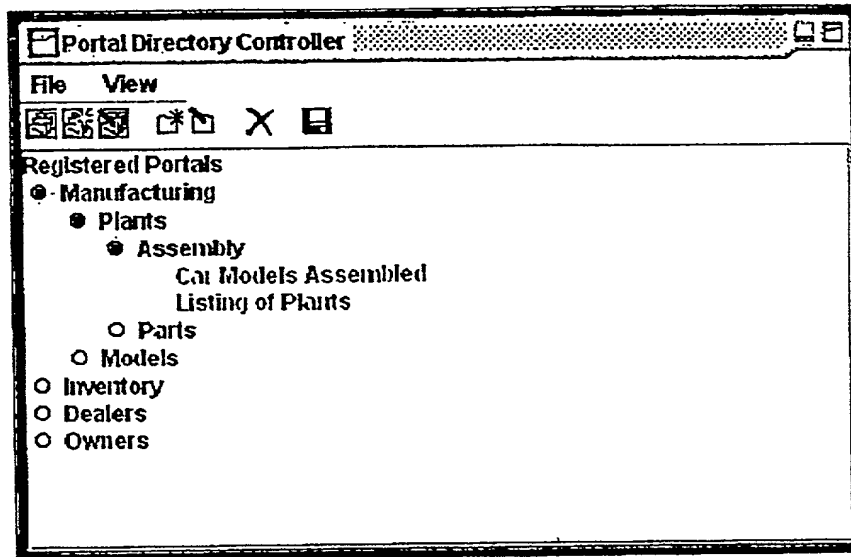 Portal Directory Controller
File View
Registered Portals
Manufacturing
Plants
Assembly
Car Models Assembled
Listing of Plants
Parts
Models
Inventory
Dealers
Owners